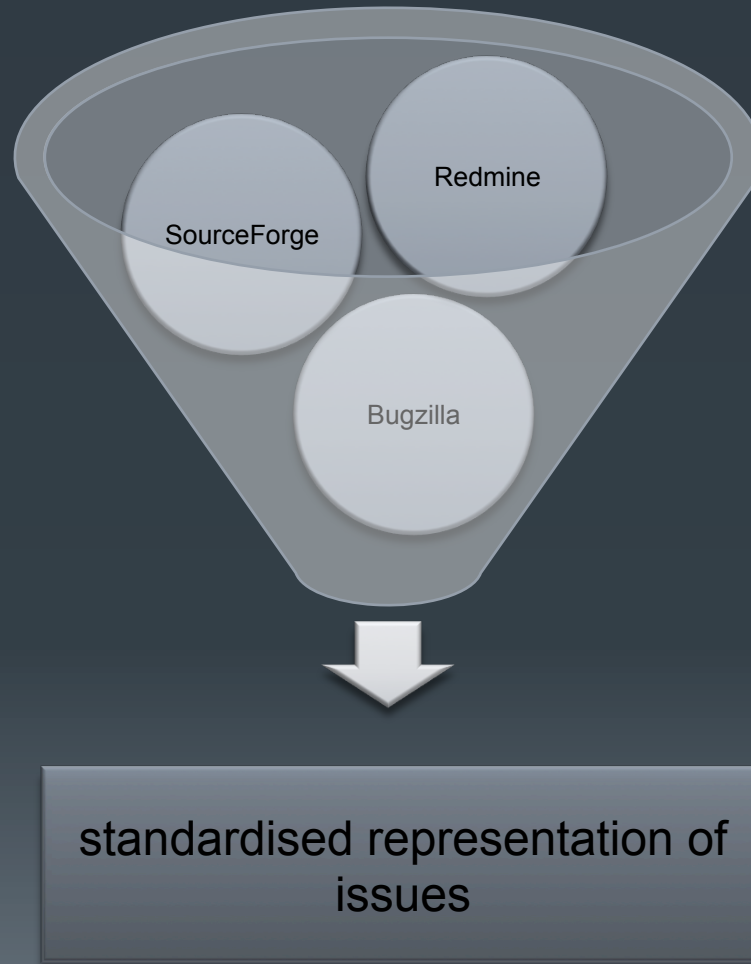 Redmine
SourceForge
Bugzilla
standardised representation of
issues